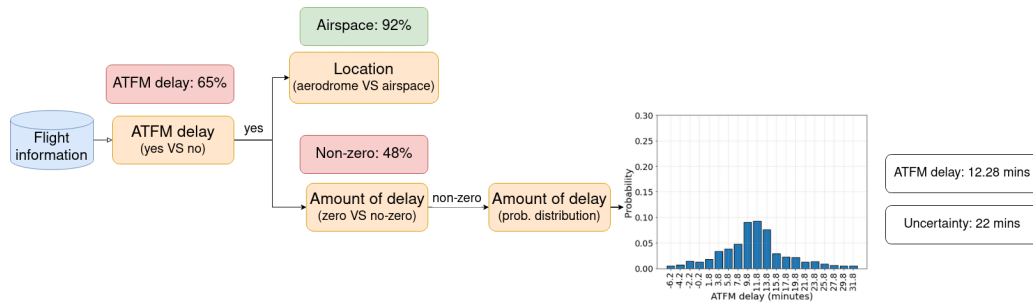 Airspace: 92%
Location
(aerodrome VS airspace)
ATFM delay: 65%
Flight
information
ATFM delay
(yes VS no)
yes
Non-zero: 48%
Amount of delay
(zero VS no-zero)
non-zero
Amount of delay
(prob. distribution)
Probability
0.30
0.25
0.20
0.15
0.10
0.05
0.00
-6.2
-4.2
-2.2
-0.2
1.8
3.8
5.8
7.8
9.8
11.8
13.8
15.8
17.8
19.8
21.8
23.8
25.8
27.8
29.8
31.8
ATFM delay (minutes)
ATFM delay: 12.28 mins
Uncertainty: 22 mins